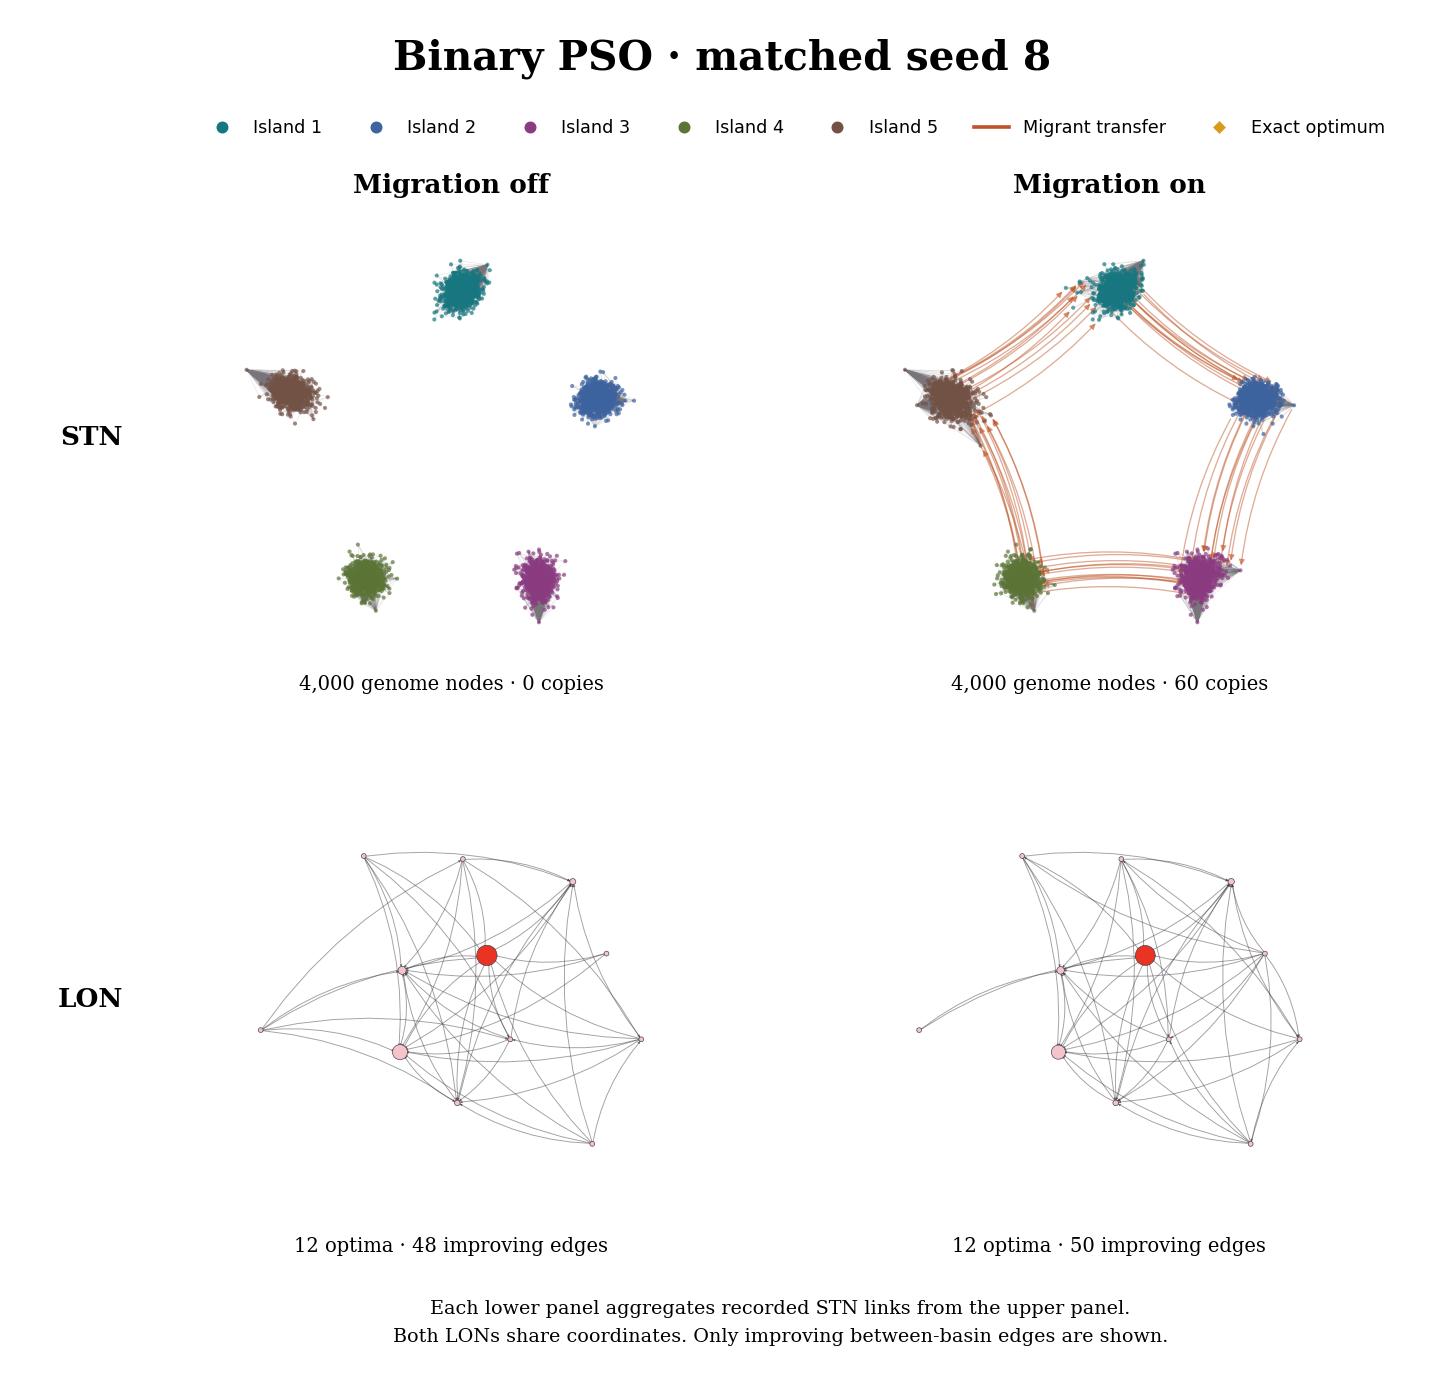 Binary PSO · matched seed 8
Island 1 Island 2 Island 3 Island 4 Island 5 Migrant transfer Exact optimum
Migration off Migration on
STN
4,000 genome nodes · 0 copies 4,000 genome nodes · 60 copies
LON
12 optima · 48 improving edges 12 optima · 50 improving edges
Each lower panel aggregates recorded STN links from the upper panel.
Both LONs share coordinates. Only improving between-basin edges are shown.